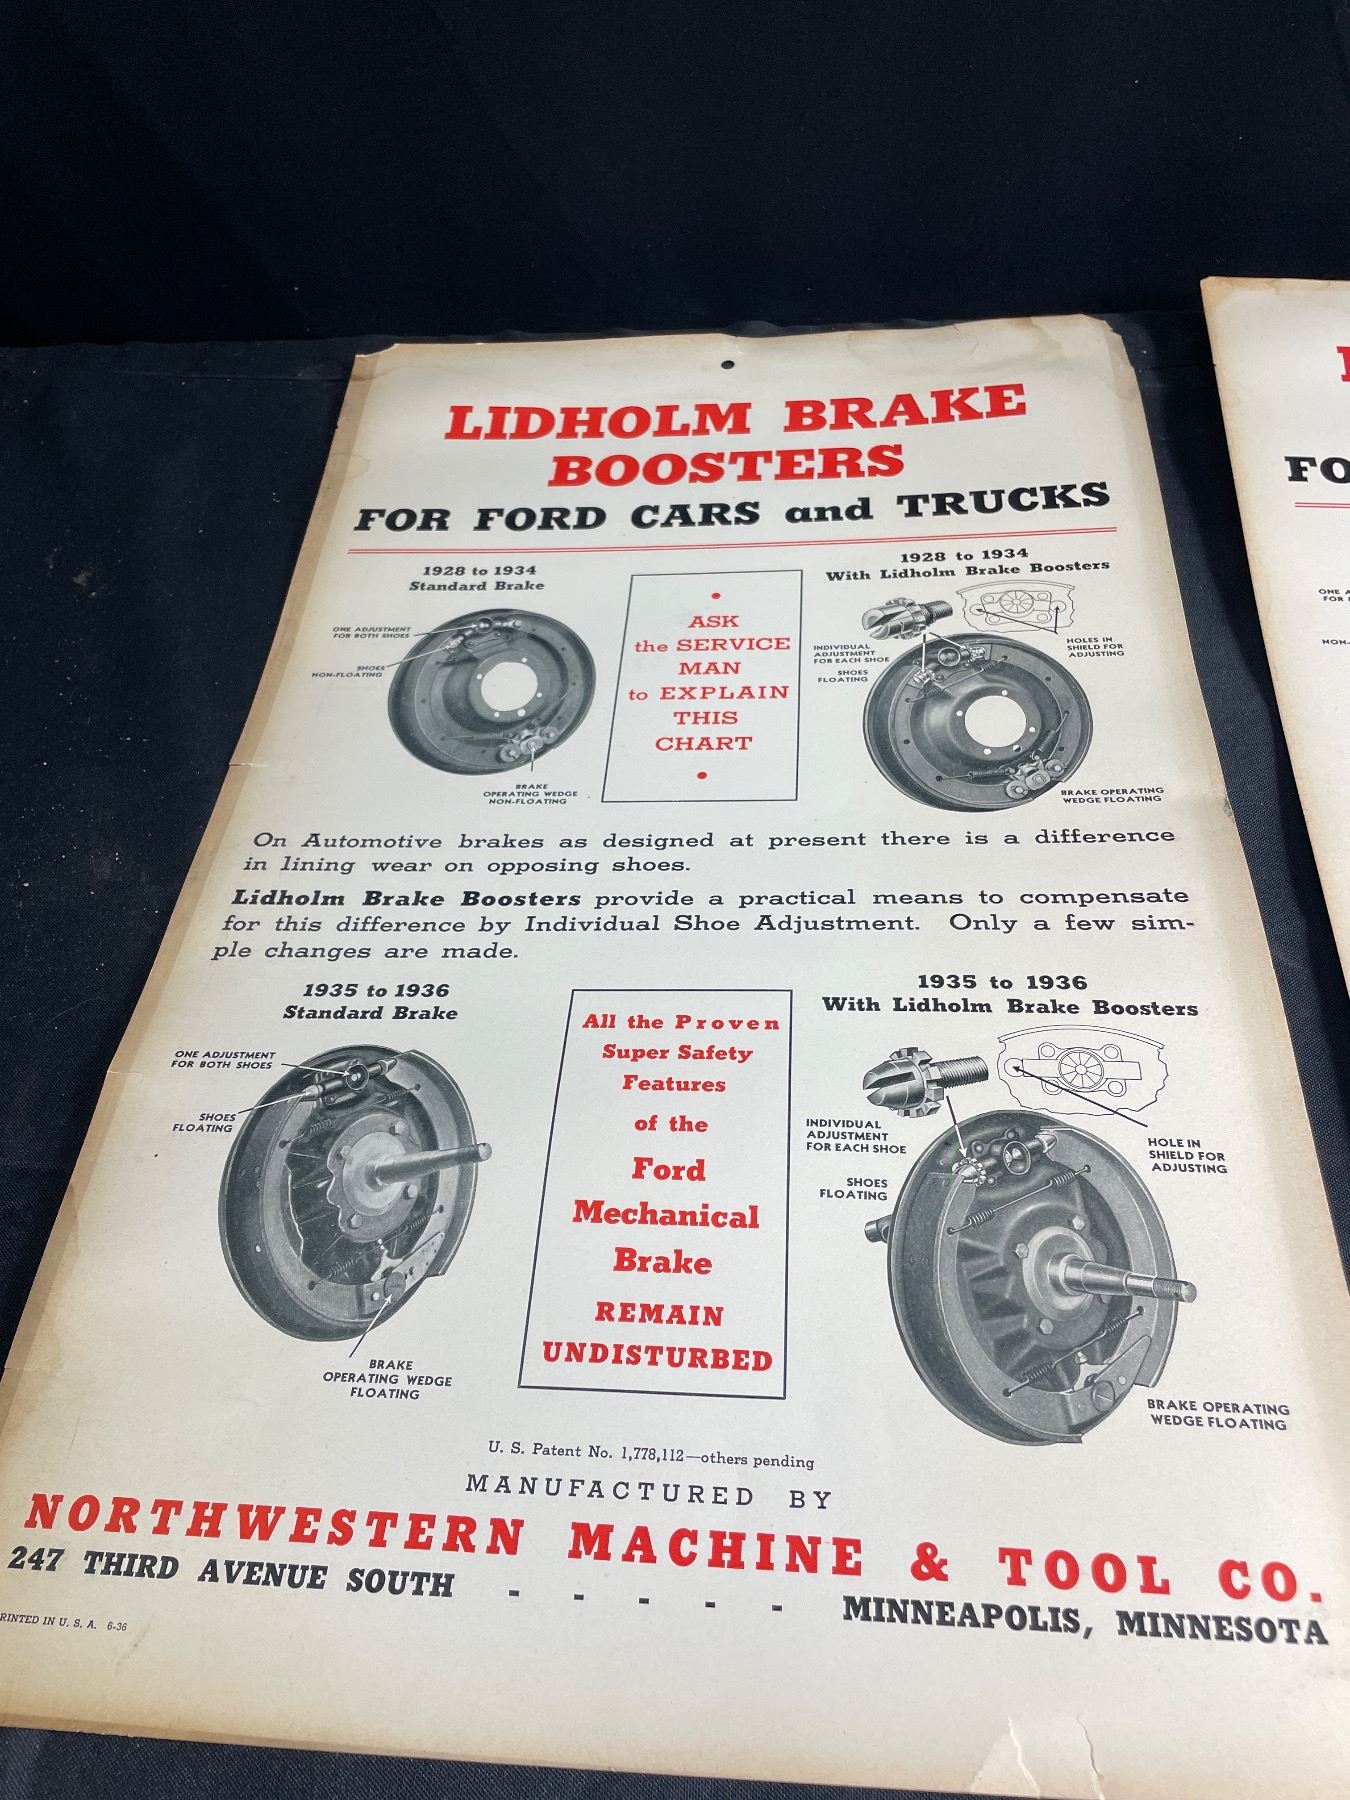 LIDHOLM BRAKE
BOOSTERS
FOR FORD CARS and TRUCKS
1928 to 1934
Standard Brake
ONE ADJUSTMENT
FOR BOTH SHOES
SHOES
NON-FLOATING
BRAKE
OPERATING WEDGE
NON-FLOATING
ASK
the SERVICE
MAN
to EXPLAIN
THIS
CHART
1928 to 1934
With Lidholm Brake Boosters
INDIVIDUAL
ADJUSTMENT
FOR EACH SHOE
SHOES
FLOATING
HOLES IN
SHIELD FOR
ADJUSTING
BRAKE OPERATING
WEDGE FLOATING
On Automotive brakes as designed at present there is a difference
in lining wear on opposing shoes.
Lidholm Brake Boosters provide a practical means to compensate
for this difference by Individual Shoe Adjustment. Only a few sim-
ple changes are made.
1935 to 1936
Standard Brake
ONE ADJUSTMENT
FOR BOTH SHOES
SHOES
FLOATING
BRAKE
OPERATING WEDGE
FLOATING
All the Proven
Super Safety
Features
of the
Ford
Mechanical
Brake
REMAIN
UNDISTURBED
1935 to 1936
With Lidholm Brake Boosters
INDIVIDUAL
ADJUSTMENT
FOR EACH SHOE
SHOES
FLOATING
HOLE IN
SHIELD FOR
ADJUSTING
BRAKE OPERATING
WEDGE FLOATING
U. S. Patent No. 1,778,112—others pending
MANUFACTURED BY
NORTHWESTERN MACHINE & TOOL CO.
247 THIRD AVENUE SOUTH - - - - - MINNEAPOLIS, MINNESOTA
RINTED IN U. S. A. 6-36
FO
ONE A
FOR
NON-